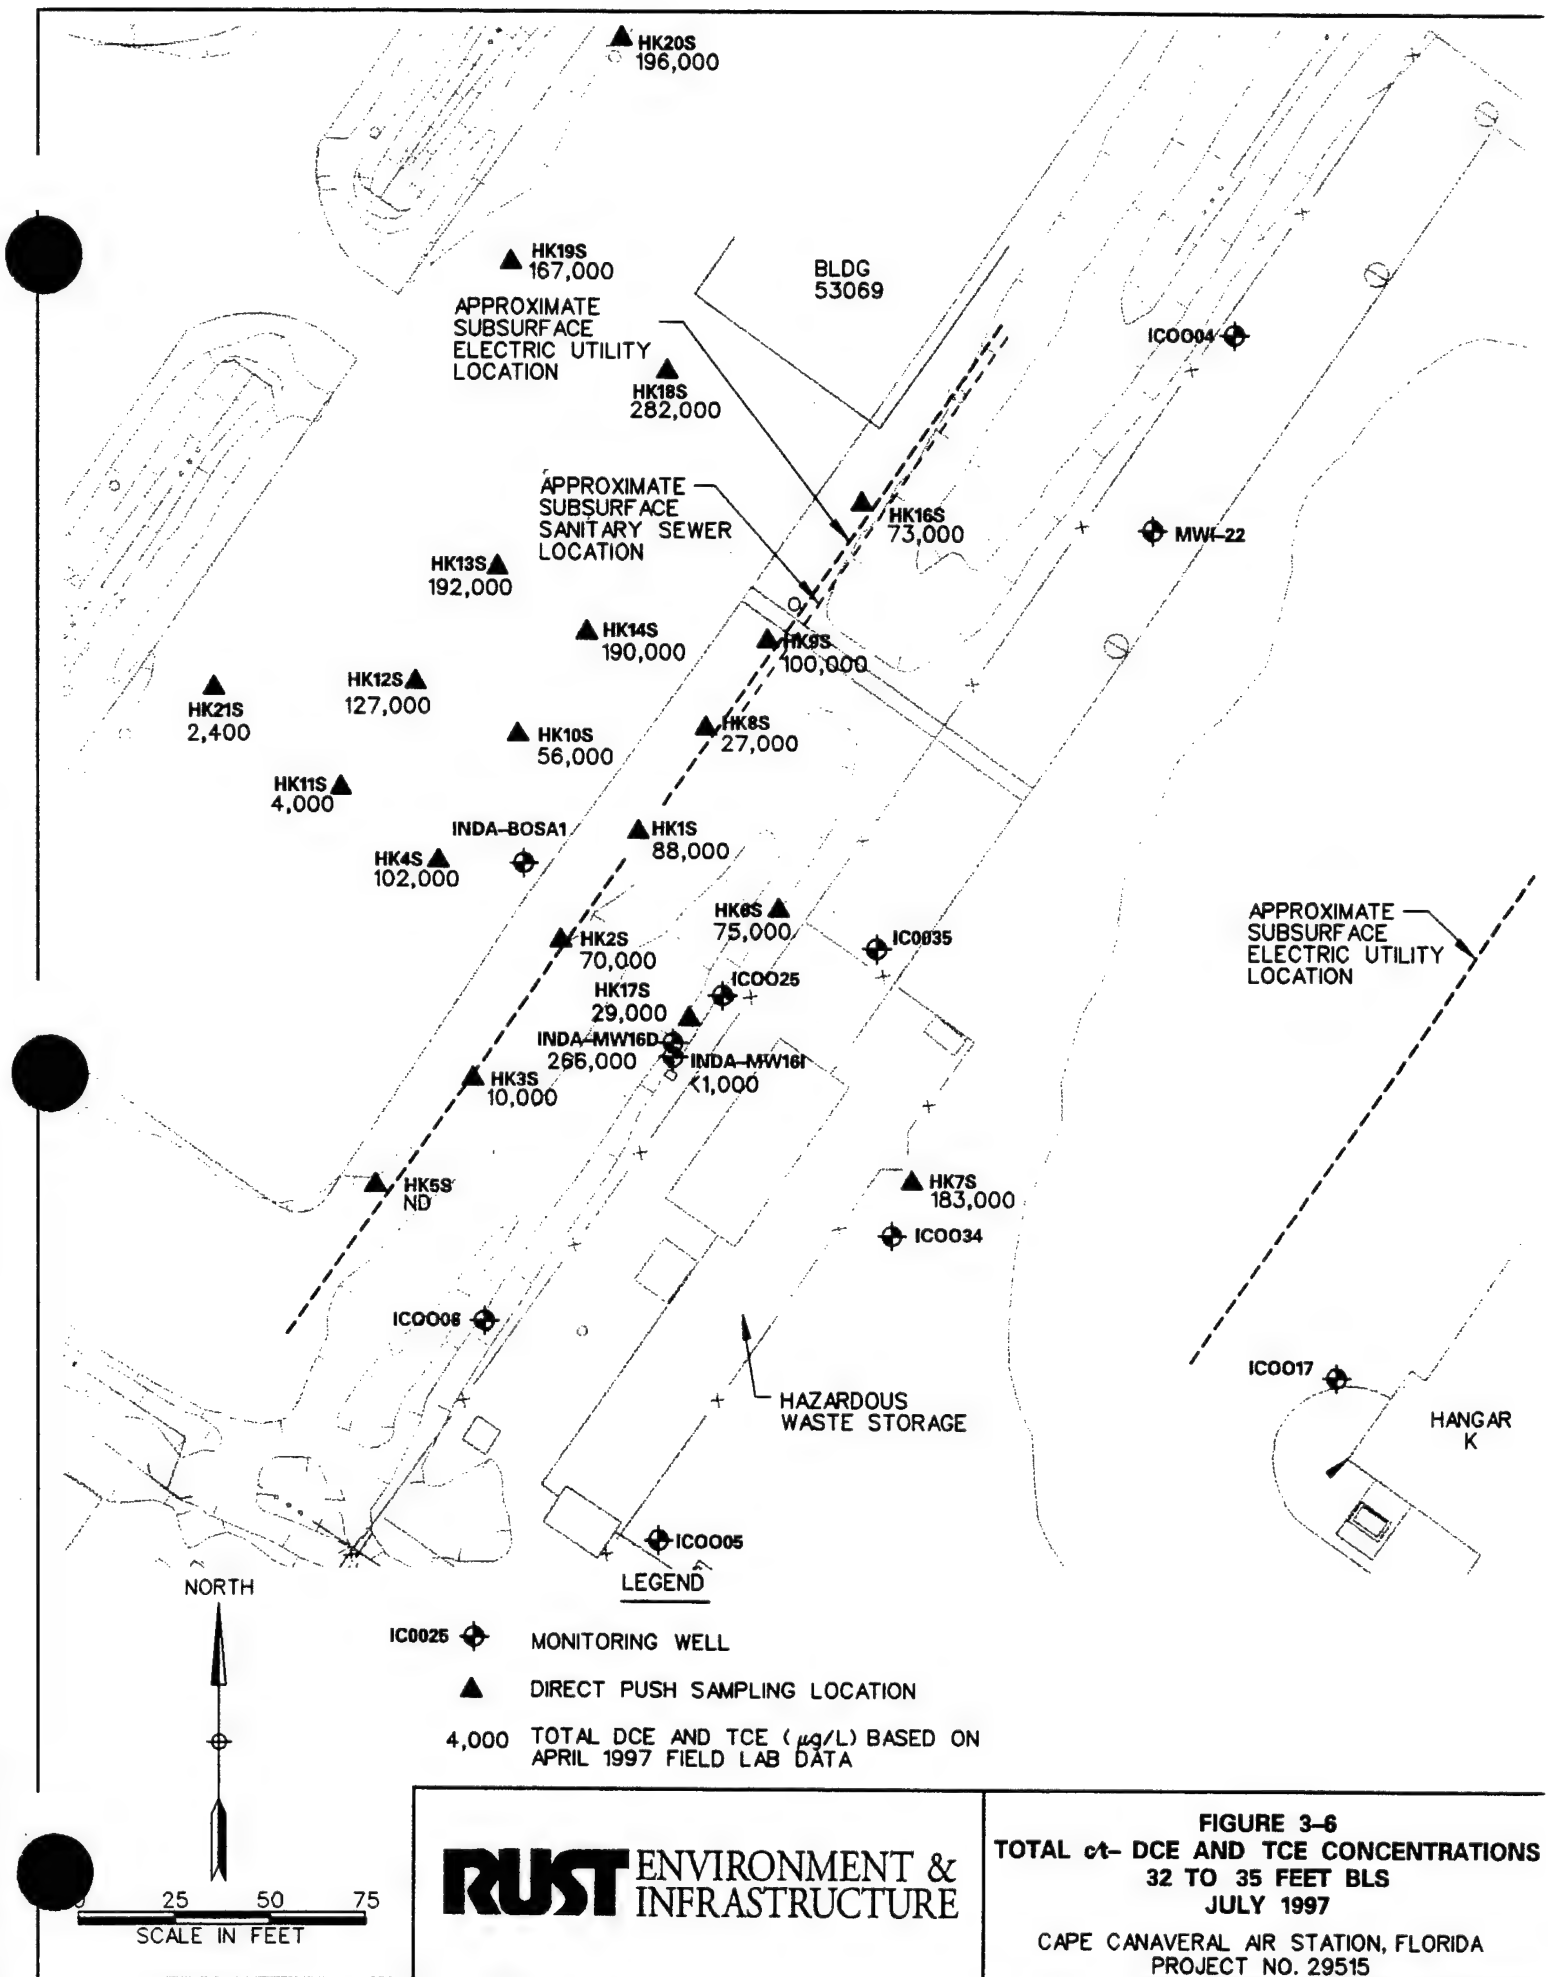 HK20S
196,000
HK19S
167,000
BLDG
53069
APPROXIMATE
SUBSURFACE
ELECTRIC UTILITY
LOCATION
ICOO04
HK18S
282,000
APPROXIMATE
SUBSURFACE
SANITARY SEWER
LOCATION
HK16S
73,000
MWI-22
HK13S
192,000
HK14S
190,000
HK9S
100,000
HK12S
127,000
HK21S
2,400
HK10S
56,000
HK8S
27,000
HK11S
4,000
INDA-BOSA1
HK1S
88,000
HK4S
102,000
HK6S
75,000
APPROXIMATE
SUBSURFACE
ELECTRIC UTILITY
LOCATION
HK2S
70,000
IC0035
ICOO25
HK17S
29,000
INDA-MW16D
266,000
INDA-MW16I
<1,000
HK3S
10,000
HK5S
ND
HK7S
183,000
ICOO34
ICOO06
ICOO17
HAZARDOUS
WASTE STORAGE
HANGAR
K
ICOO05
NORTH
LEGEND
IC0025 MONITORING WELL
DIRECT PUSH SAMPLING LOCATION
4,000 TOTAL DCE AND TCE (µg/L) BASED ON
APRIL 1997 FIELD LAB DATA
25 50 75
SCALE IN FEET
RUST ENVIRONMENT &
INFRASTRUCTURE
FIGURE 3-6
TOTAL ct- DCE AND TCE CONCENTRATIONS
32 TO 35 FEET BLS
JULY 1997
CAPE CANAVERAL AIR STATION, FLORIDA
PROJECT NO. 29515